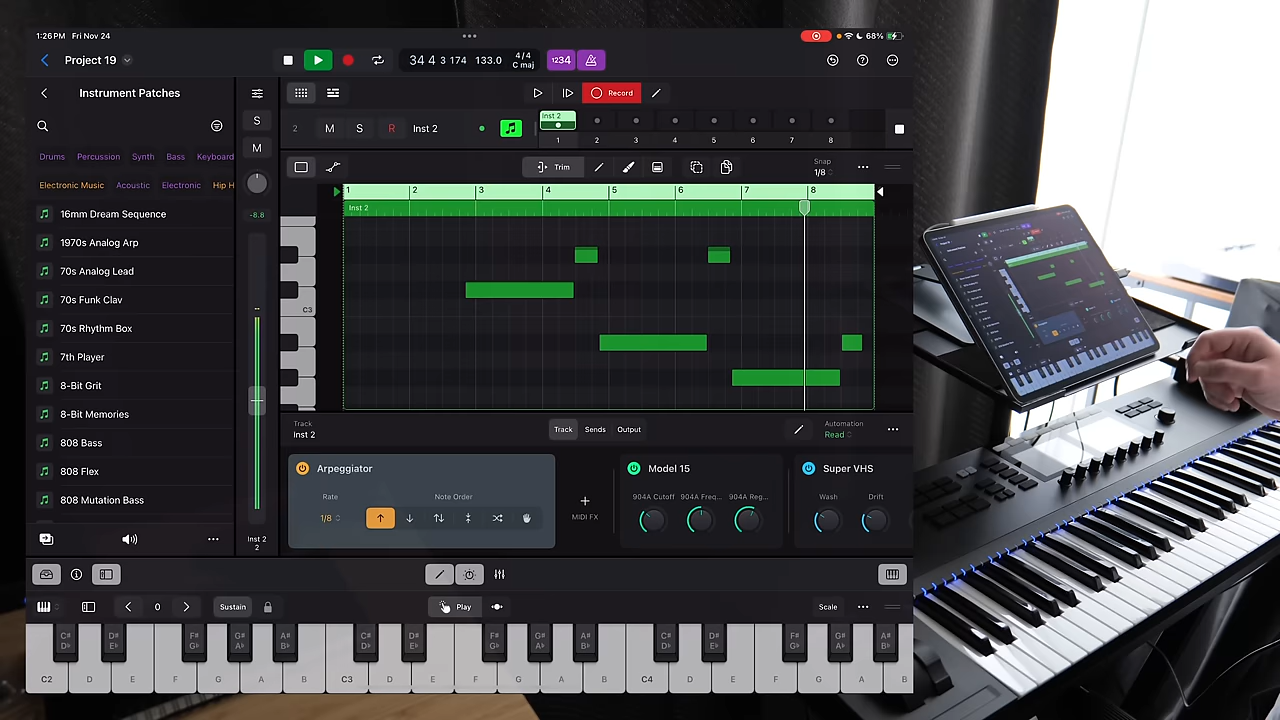 1:26 PM Fri Nov 24
68%
Project 19
34 4 3 174 133.0 4/4 C maj
1234
Instrument Patches
Drums Percussion Synth Bass Keyboard
Electronic Music Acoustic Electronic Hip H
16mm Dream Sequence
1970s Analog Arp
70s Analog Lead
70s Funk Clav
70s Rhythm Box
7th Player
8-Bit Grit
8-Bit Memories
808 Bass
808 Flex
808 Mutation Bass
S
M
-8.8
Inst 2
2
Record
M S R Inst 2
Inst 2
1 2 3 4 5 6 7 8
Trim
Snap
1/8
1 2 3 4 5 6 7 8
Inst 2
C3
Track
Inst 2
Track Sends Output
Automation
Read
Arpeggiator
Rate
Note Order
1/8
MIDI FX
Model 15
904A Cutoff 904A Freq... 904A Reg...
Super VHS
Wash Drift
0
Sustain
Play
Scale
C# D# F# G# A# C# D# F# G# A# C# D# F# G# A#
D♭ E♭ G♭ A♭ B♭ D♭ E♭ G♭ A♭ B♭ D♭ E♭ G♭ A♭ B♭
C2 D E F G A B C3 D E F G A B C4 D E F G A B